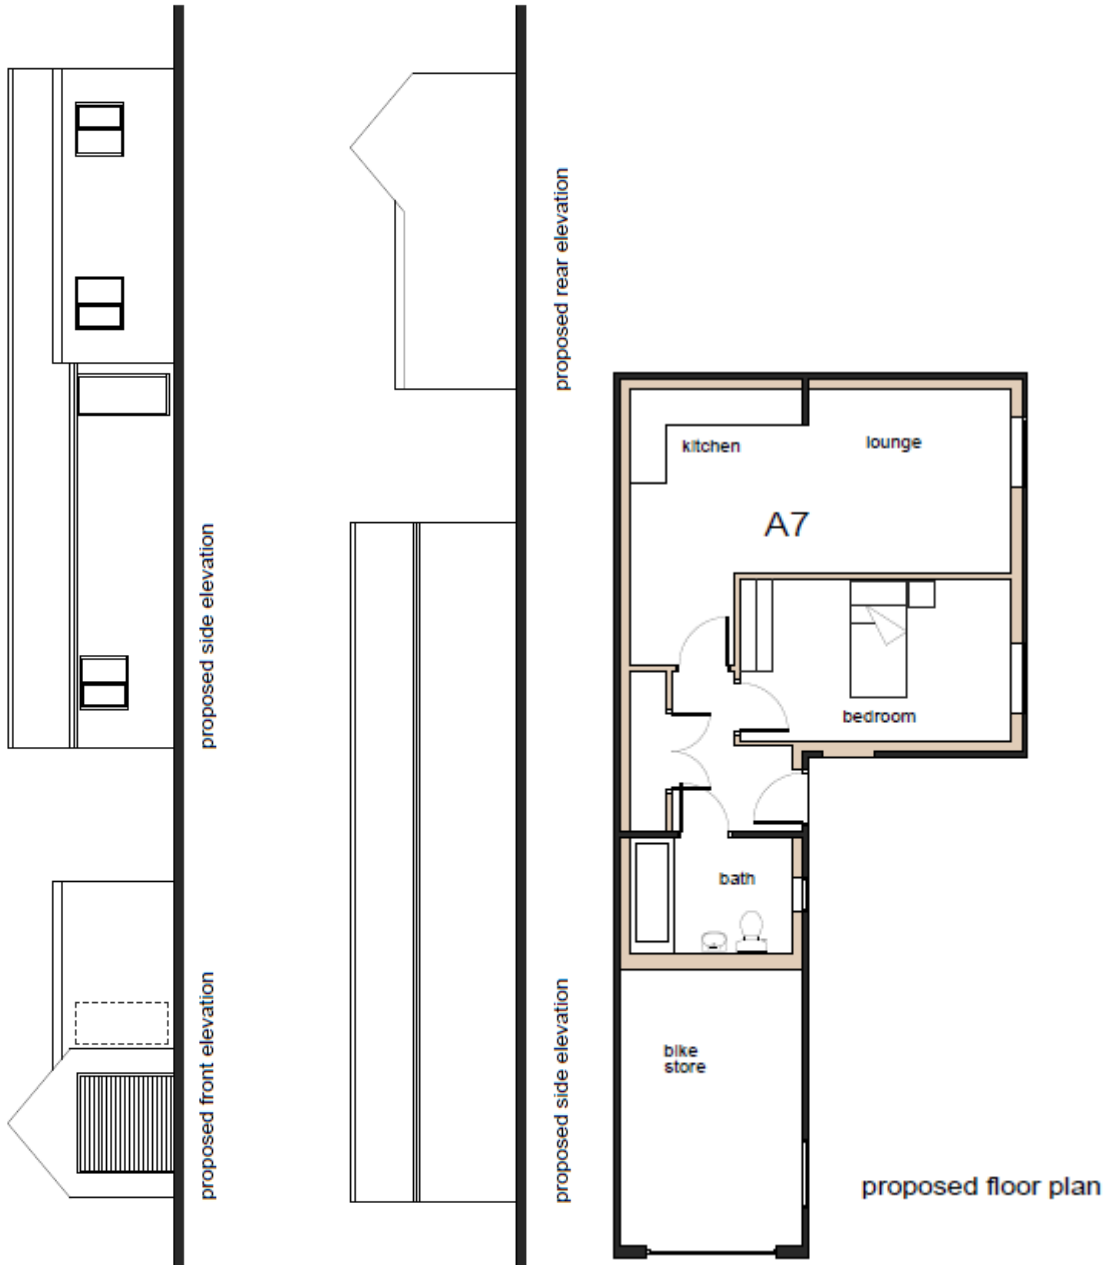 proposed side elevation
proposed front elevation
proposed rear elevation
proposed side elevation
kitchen
lounge
A7
bedroom
bath
bike
store
proposed floor plan